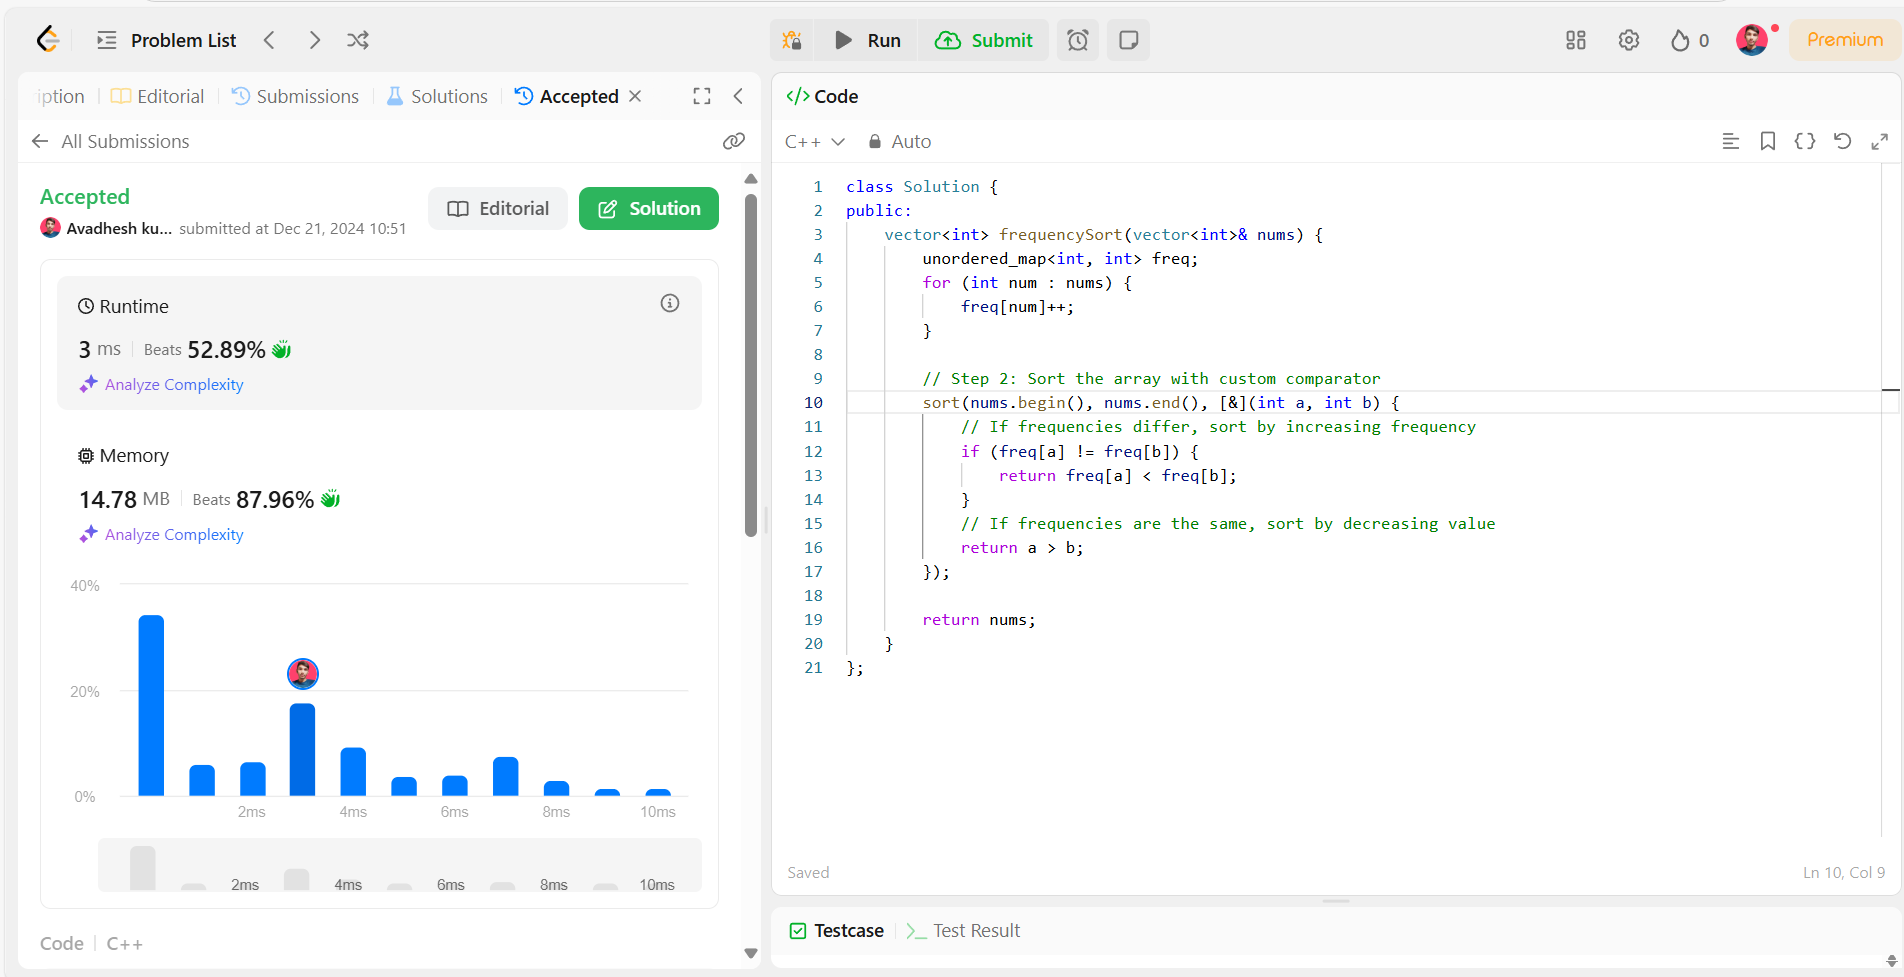 Problem List
Run
Submit
0
Premium
iption
Editorial
Submissions
Solutions
Accepted
All Submissions
Accepted
Avadhesh ku... submitted at Dec 21, 2024 10:51
Editorial
Solution
Runtime
3 ms Beats 52.89%
Analyze Complexity
Memory
14.78 MB Beats 87.96%
Analyze Complexity
40%
20%
0%
2ms 4ms 6ms 8ms 10ms
2ms 4ms 6ms 8ms 10ms
Code C++
</> Code
C++ Auto
1 class Solution {
2 public:
3 vector<int> frequencySort(vector<int>& nums) {
4 unordered_map<int, int> freq;
5 for (int num : nums) {
6 freq[num]++;
7 }
8
9 // Step 2: Sort the array with custom comparator
10 sort(nums.begin(), nums.end(), [&](int a, int b) {
11 // If frequencies differ, sort by increasing frequency
12 if (freq[a] != freq[b]) {
13 return freq[a] < freq[b];
14 }
15 // If frequencies are the same, sort by decreasing value
16 return a > b;
17 });
18
19 return nums;
20 }
21 };
Saved
Ln 10, Col 9
Testcase
Test Result